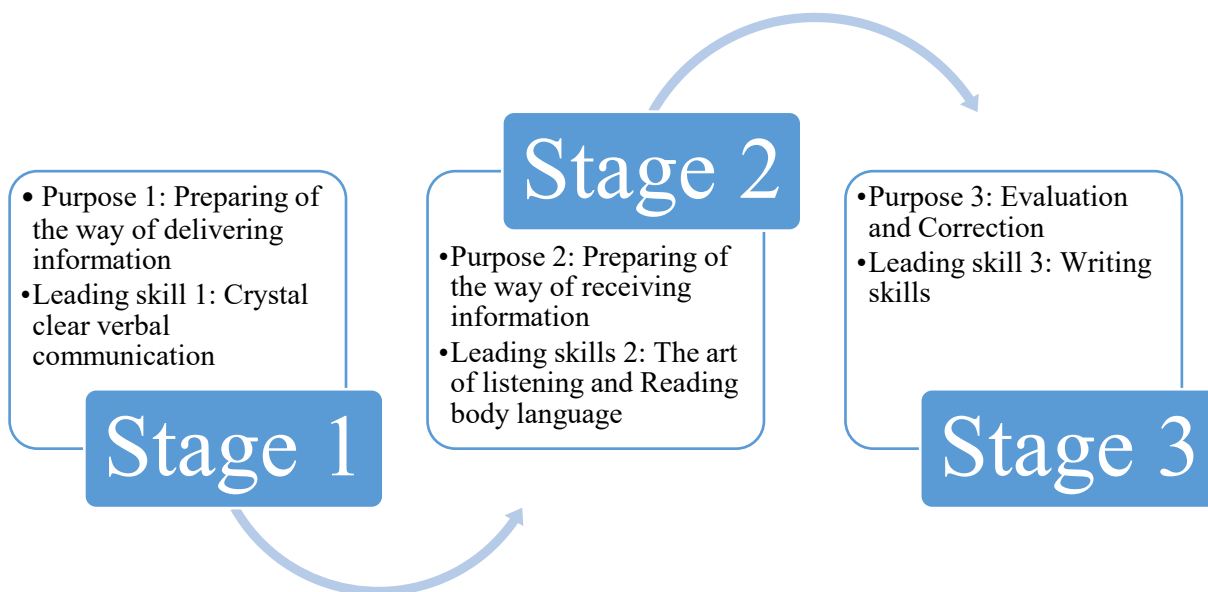 • Purpose 1: Preparing of
the way of delivering
information
•Leading skill 1: Crystal
clear verbal
communication
Stage 1
Stage 2
•Purpose 2: Preparing of
the way of receiving
information
•Leading skills 2: The art
of listening and Reading
body language
•Purpose 3: Evaluation
and Correction
•Leading skill 3: Writing
skills
Stage 3